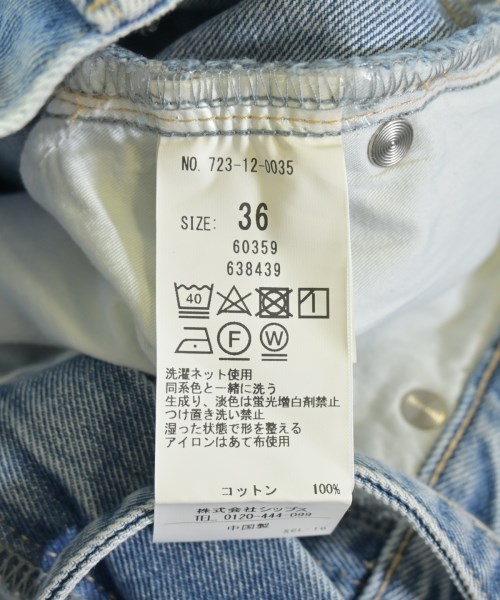 NO. 723-12-0035
SIZE: 36
60359
638439
40
F W
洗濯ネット使用
同系色と一緒に洗う
生成り、淡色は蛍光増白剤禁止
つけ置き洗い禁止
湿った状態で形を整える
アイロンはあて布使用
コットン 100%
株式会社シップス
TEL. 0120-444-099
中国製